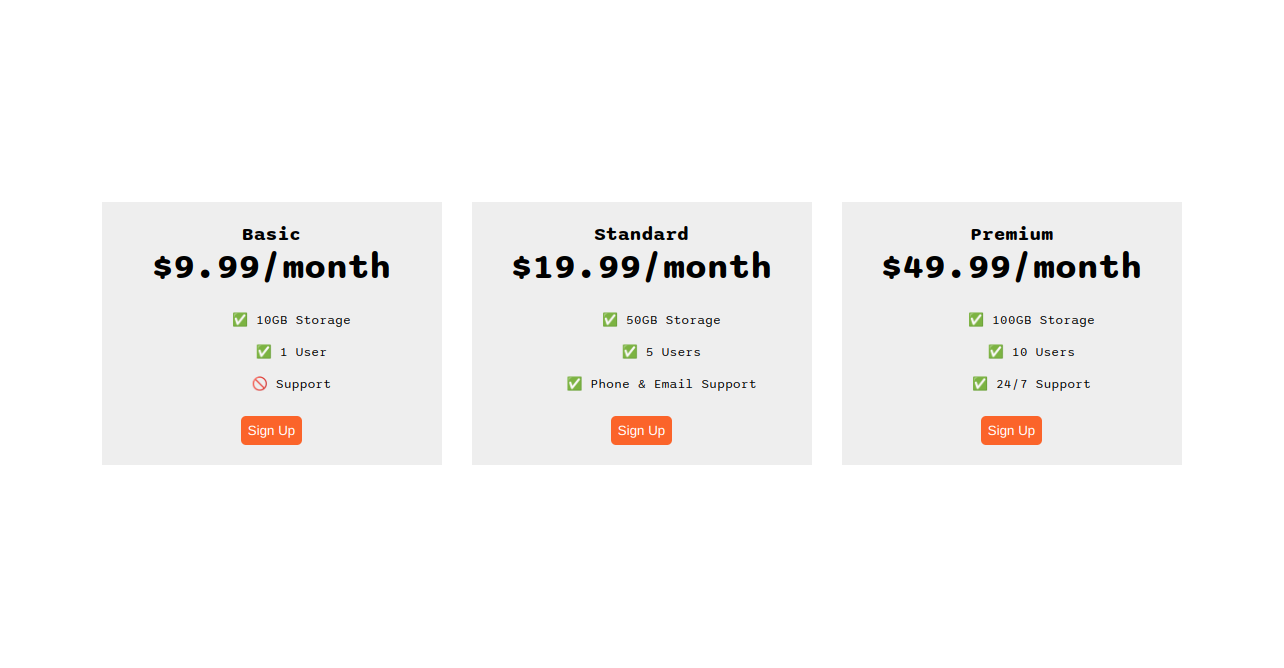 Basic
$9.99/month
✅ 10GB Storage
✅ 1 User
🚫 Support
Sign Up
Standard
$19.99/month
✅ 50GB Storage
✅ 5 Users
✅ Phone & Email Support
Sign Up
Premium
$49.99/month
✅ 100GB Storage
✅ 10 Users
✅ 24/7 Support
Sign Up